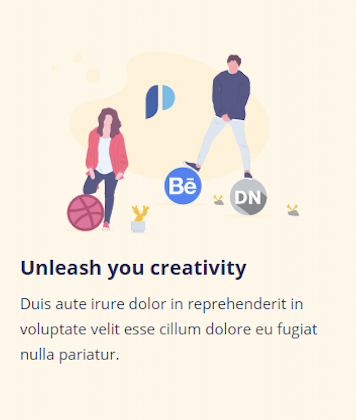 Bē
DN
Unleash you creativity
Duis aute irure dolor in reprehenderit in
voluptate velit esse cillum dolore eu fugiat
nulla pariatur.